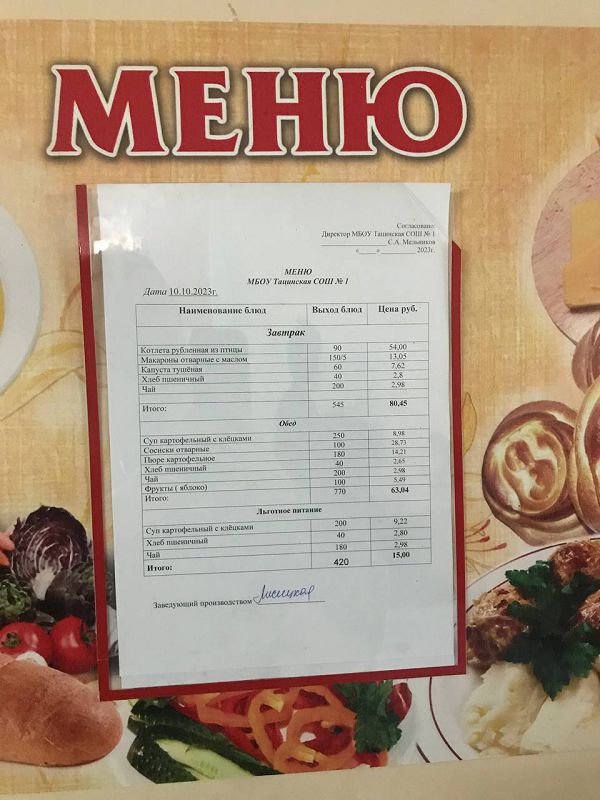 МЕНЮ
Согласовано:
Директор МБОУ Тацинская СОШ № 1
С.А. Мельников
«____»__________2023г.
МЕНЮ
МБОУ Тацинская СОШ № 1
Дата 10.10.2023г.
Наименование блюд Выход блюд Цена руб.
Завтрак
Котлета рубленная из птицы 90 54,00
Макароны отварные с маслом 150/5 13,05
Капуста тушёная 60 7,62
Хлеб пшеничный 40 2,8
Чай 200 2,98
Итого: 545 80,45
Обед
Суп картофельный с клёцками 250 8,98
Сосиски отварные 100 28,73
Пюре картофельное 180 14,21
Хлеб пшеничный 40 2,65
Чай 200 2,98
Фрукты ( яблоко) 100 5,49
Итого: 770 63,04
Льготное питание
Суп картофельный с клёцками 200 9,22
Хлеб пшеничный 40 2,80
Чай 180 2,98
Итого: 420 15,00
Заведующий производством